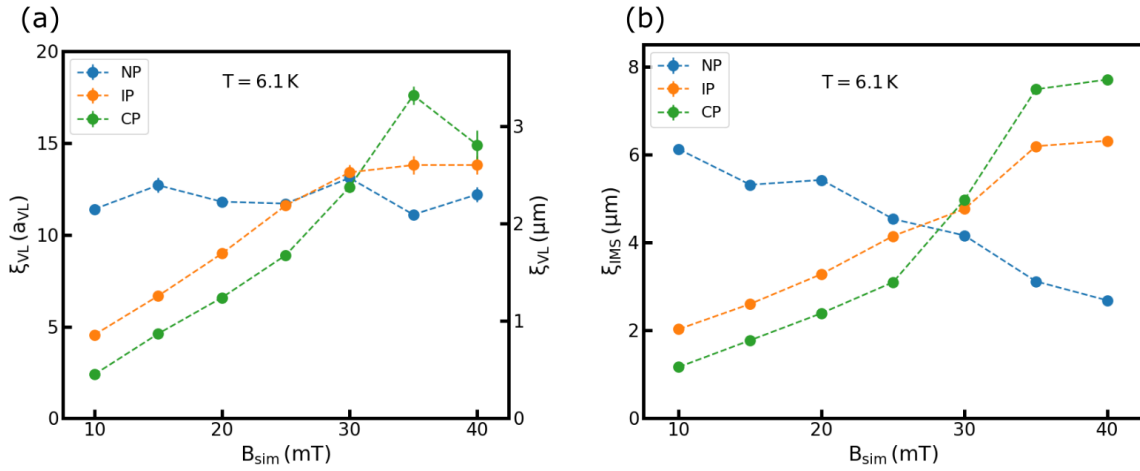 (a)
20
15
10
5
0
ξVL (aVL)
NP
IP
CP
T = 6.1 K
3
2
1
0
ξVL (μm)
10 20 30 40
Bsim (mT)
(b)
8
6
4
2
0
ξIMS (μm)
NP
IP
CP
T = 6.1 K
10 20 30 40
Bsim (mT)